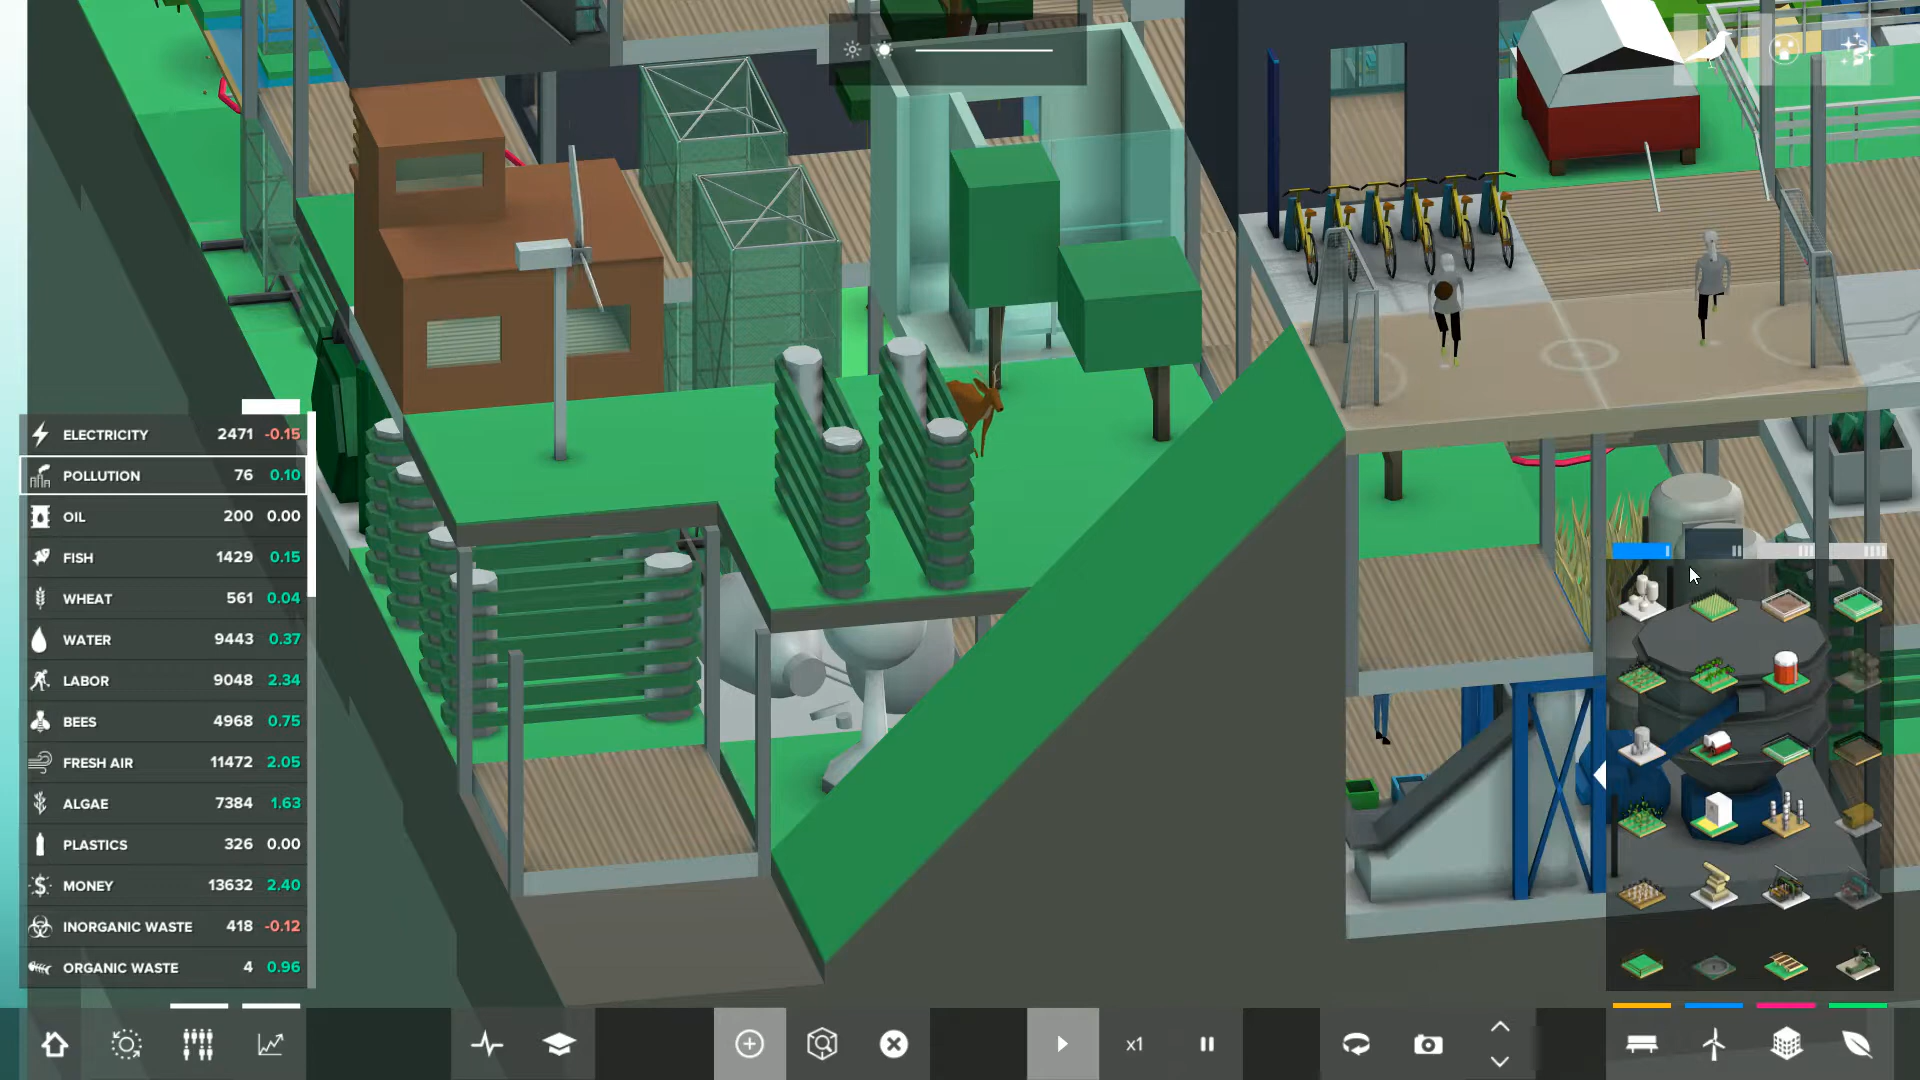 ELECTRICITY 2471 -0.15
POLLUTION 76 0.10
OIL 200 0.00
FISH 1429 0.15
WHEAT 561 0.04
WATER 9443 0.37
LABOR 9048 2.34
BEES 4968 0.75
FRESH AIR 11472 2.05
ALGAE 7384 1.63
PLASTICS 326 0.00
MONEY 13632 2.40
INORGANIC WASTE 418 -0.12
ORGANIC WASTE 4 0.96
x1